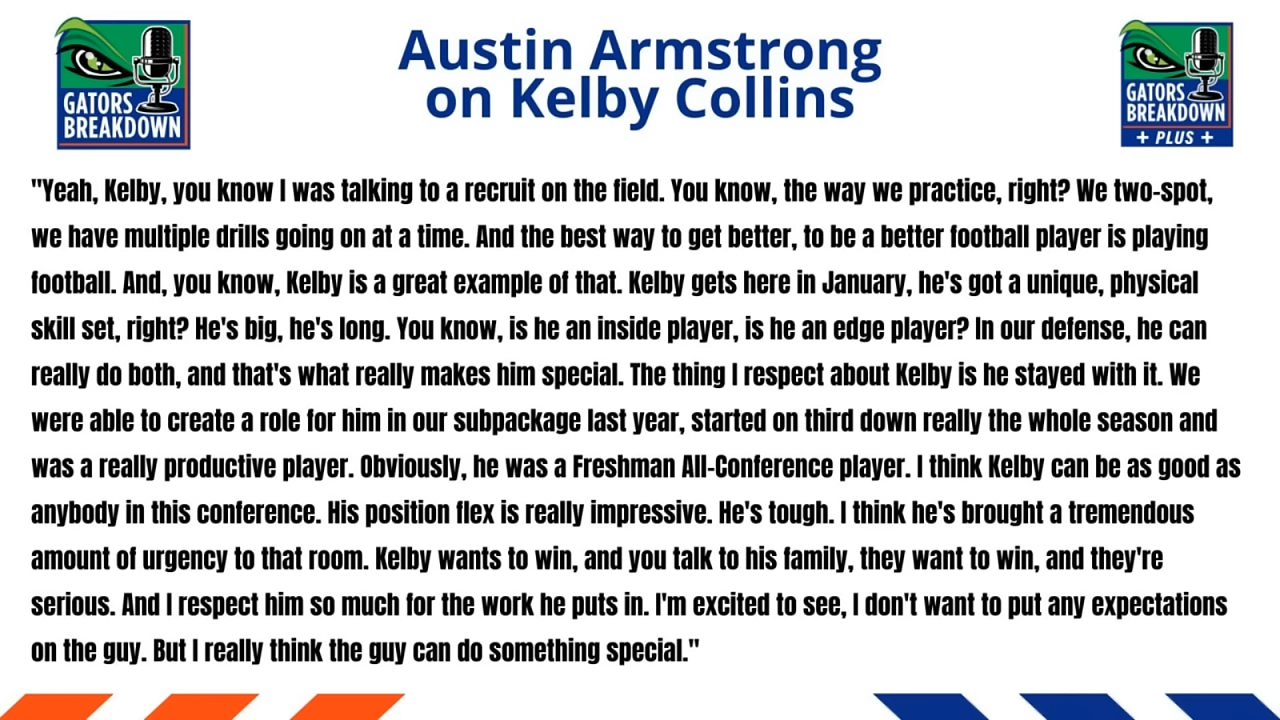 GATORS
BREAKDOWN
Austin Armstrong
on Kelby Collins
GATORS
BREAKDOWN
+ PLUS +
"Yeah, Kelby, you know I was talking to a recruit on the field. You know, the way we practice, right? We two-spot,
we have multiple drills going on at a time. And the best way to get better, to be a better football player is playing
football. And, you know, Kelby is a great example of that. Kelby gets here in January, he's got a unique, physical
skill set, right? He's big, he's long. You know, is he an inside player, is he an edge player? In our defense, he can
really do both, and that's what really makes him special. The thing I respect about Kelby is he stayed with it. We
were able to create a role for him in our subpackage last year, started on third down really the whole season and
was a really productive player. Obviously, he was a Freshman All-Conference player. I think Kelby can be as good as
anybody in this conference. His position flex is really impressive. He's tough. I think he's brought a tremendous
amount of urgency to that room. Kelby wants to win, and you talk to his family, they want to win, and they're
serious. And I respect him so much for the work he puts in. I'm excited to see, I don't want to put any expectations
on the guy. But I really think the guy can do something special."